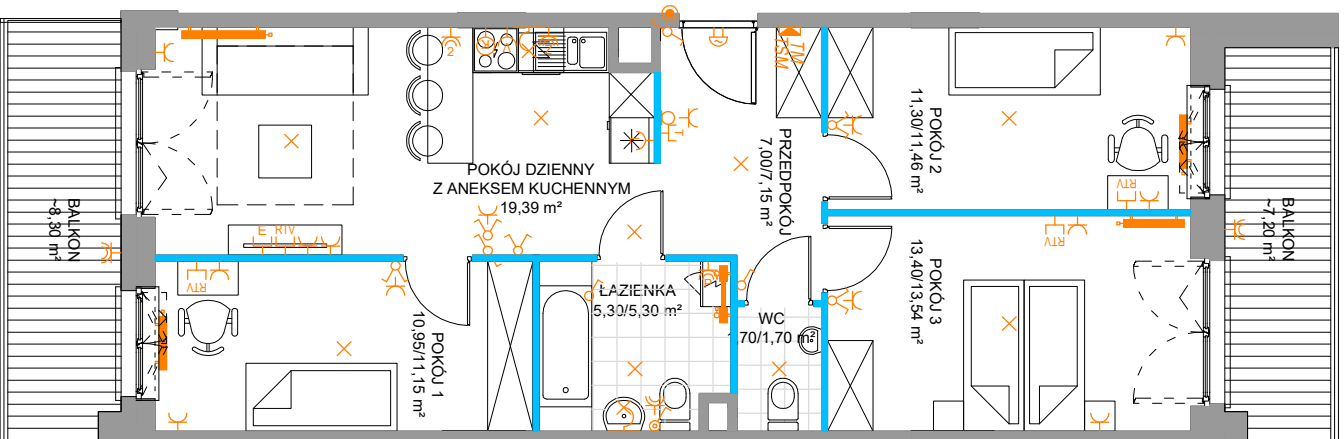 BALKON
~8,30 m²
POKÓJ DZIENNY
Z ANEKSEM KUCHENNYM
19,39 m²
2
E RTV
RTV
POKÓJ 1
10,95/11,15 m²
ŁAZIENKA
5,30/5,30 m²
WC
1,70/1,70 m²
PRZEDPOKÓJ
7,00/7,15 m²
TM
TSM
T
POKÓJ 2
11,30/11,46 m²
RTV
RTV
POKÓJ 3
13,40/13,54 m²
BALKON
~7,20 m²